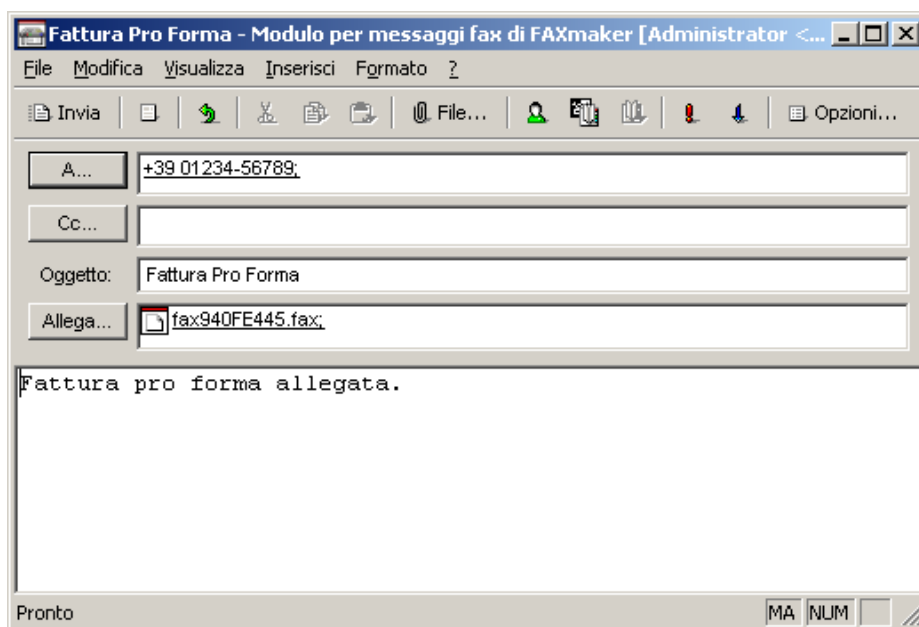 Fattura Pro Forma - Modulo per messaggi fax di FAXmaker [Administrator <...
File Modifica Visualizza Inserisci Formato ?
Invia File... Opzioni...
A... +39 01234-56789;
Cc...
Oggetto: Fattura Pro Forma
Allega... fax940FE445.fax;
Fattura pro forma allegata.
Pronto MA NUM